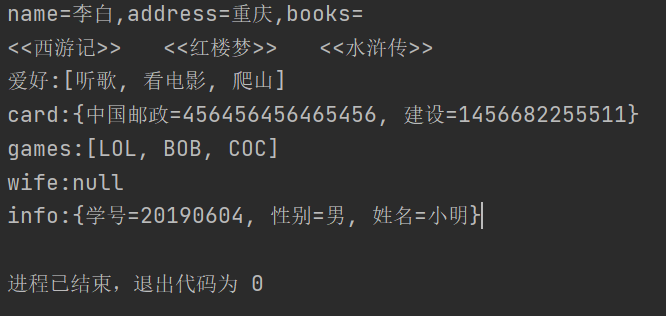 name=李白,address=重庆,books=
<<西游记>>   <<红楼梦>>   <<水浒传>>
爱好:[听歌, 看电影, 爬山]
card:{中国邮政=456456456465456, 建设=1456682255511}
games:[LOL, BOB, COC]
wife:null
info:{学号=20190604, 性别=男, 姓名=小明}
进程已结束，退出代码为 0